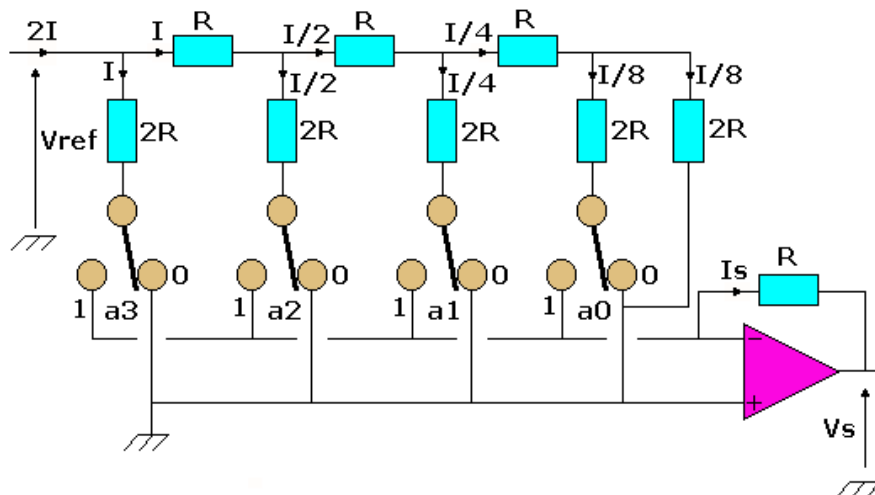 2I I R I/2 R I/4 R
I I/2 I/4 I/8 I/8
Vref 2R 2R 2R 2R 2R
0 0 0 0 Is R
1 a3 1 a2 1 a1 1 a0
−
+
Vs